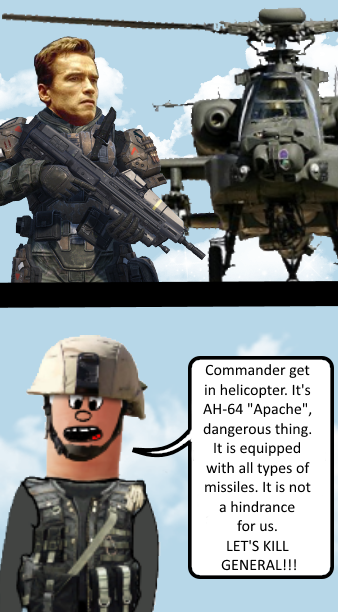 Commander get
in helicopter. It's
AH-64 "Apache",
dangerous thing.
It is equipped
with all types of
missiles. It is not
a hindrance
for us.
LET'S KILL
GENERAL!!!